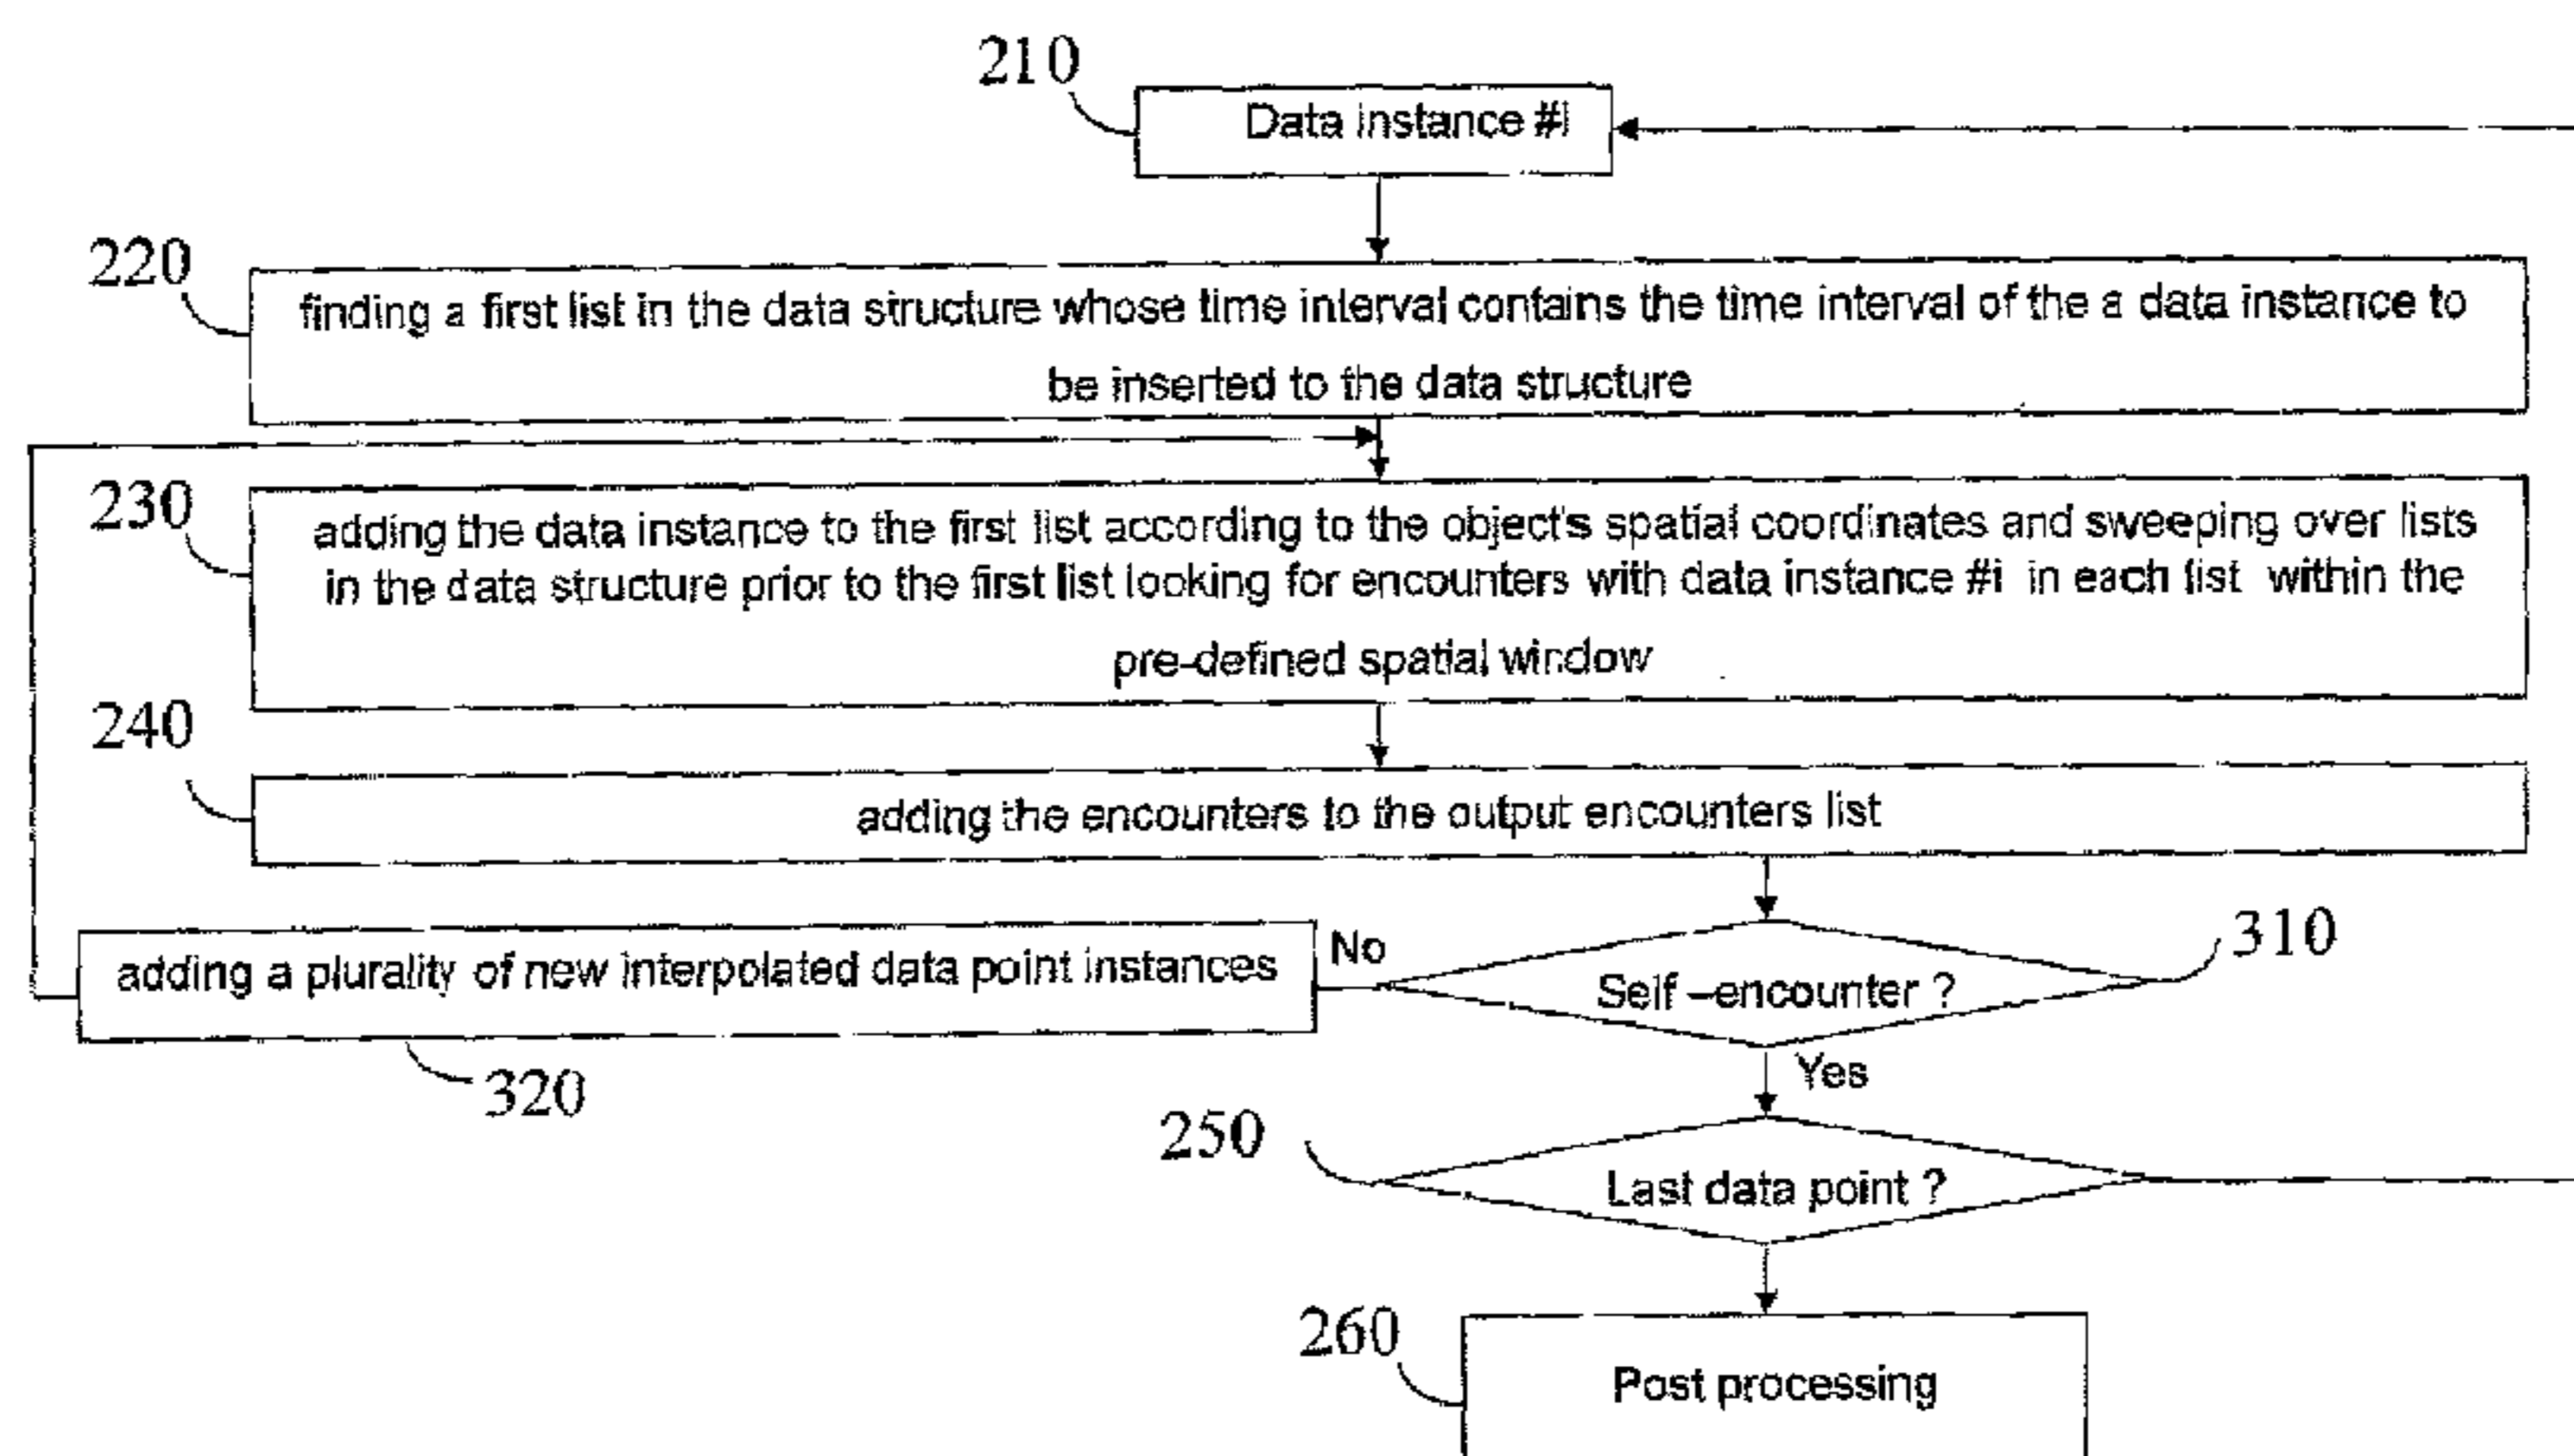 210
Data instance #i
220
finding a first list in the data structure whose time interval contains the time interval of the a data instance to
be inserted to the data structure
230
adding the data instance to the first list according to the object's spatial coordinates and sweeping over lists
in the data structure prior to the first list looking for encounters with data instance #i in each list within the
pre-defined spatial window
240
adding the encounters to the output encounters list
adding a plurality of new interpolated data point instances
No
Self –encounter ?
310
320
Yes
250
Last data point ?
260
Post processing